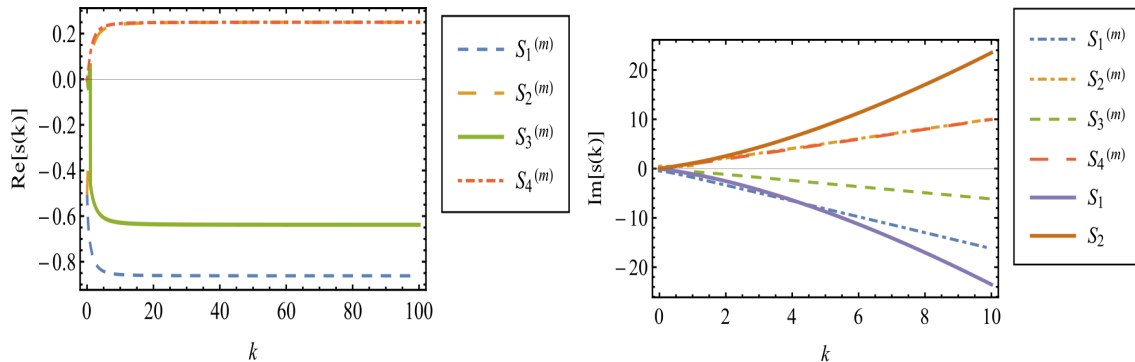 Re[s(k)]
0.2
0.0
−0.2
−0.4
−0.6
−0.8
0 20 40 60 80 100
k
S₁⁽ᵐ⁾
S₂⁽ᵐ⁾
S₃⁽ᵐ⁾
S₄⁽ᵐ⁾
Im[s(k)]
20
10
0
−10
−20
0 2 4 6 8 10
k
S₁⁽ᵐ⁾
S₂⁽ᵐ⁾
S₃⁽ᵐ⁾
S₄⁽ᵐ⁾
S₁
S₂